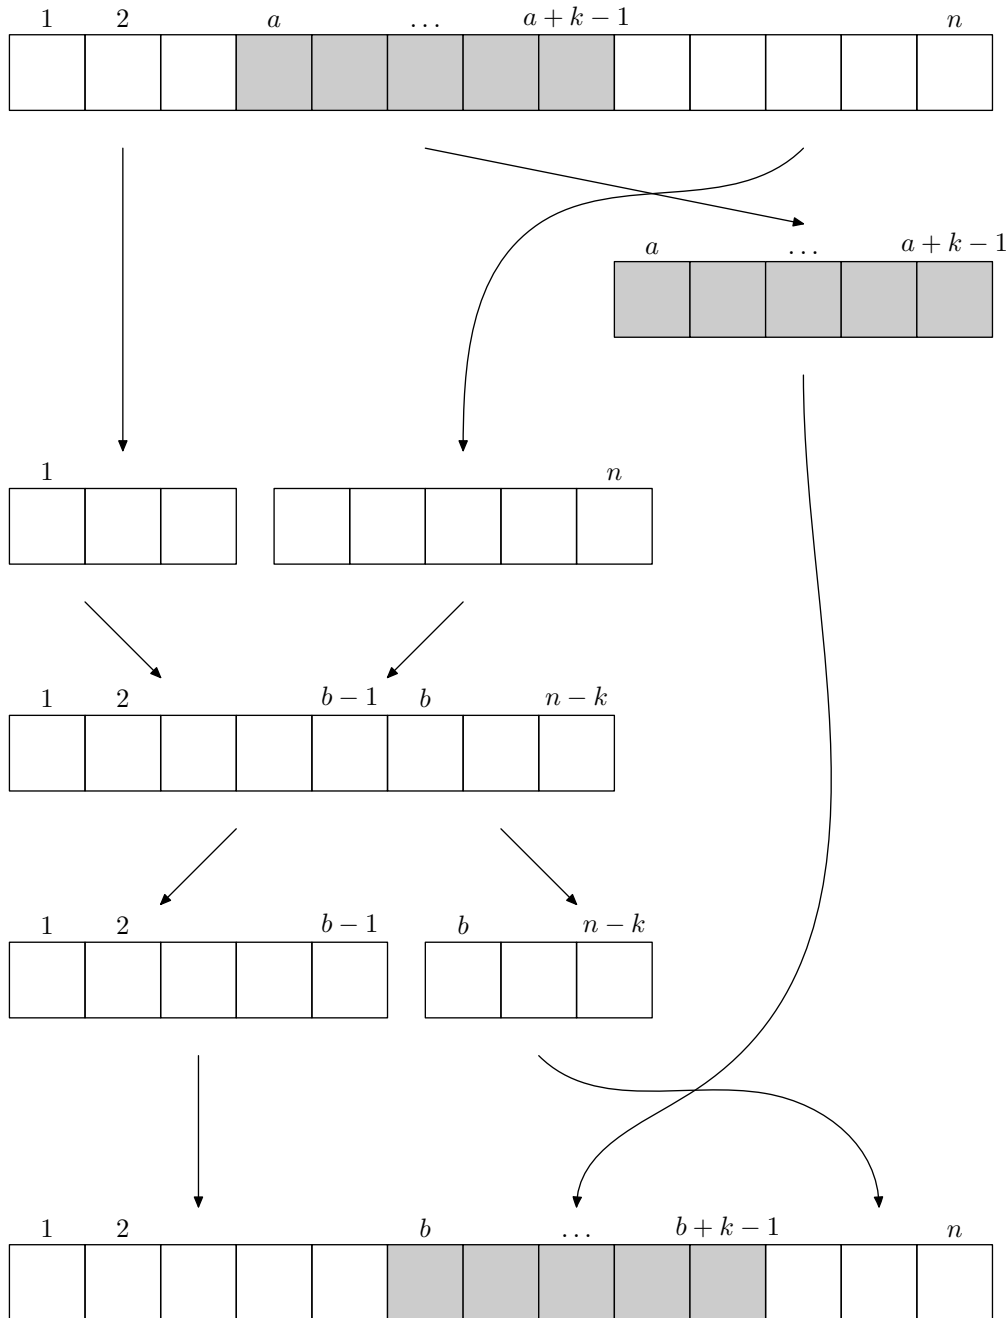 1 2 a … a + k − 1 n
a … a + k − 1
1 n
1 2 b − 1 b n − k
1 2 b − 1 b n − k
1 2 b … b + k − 1 n